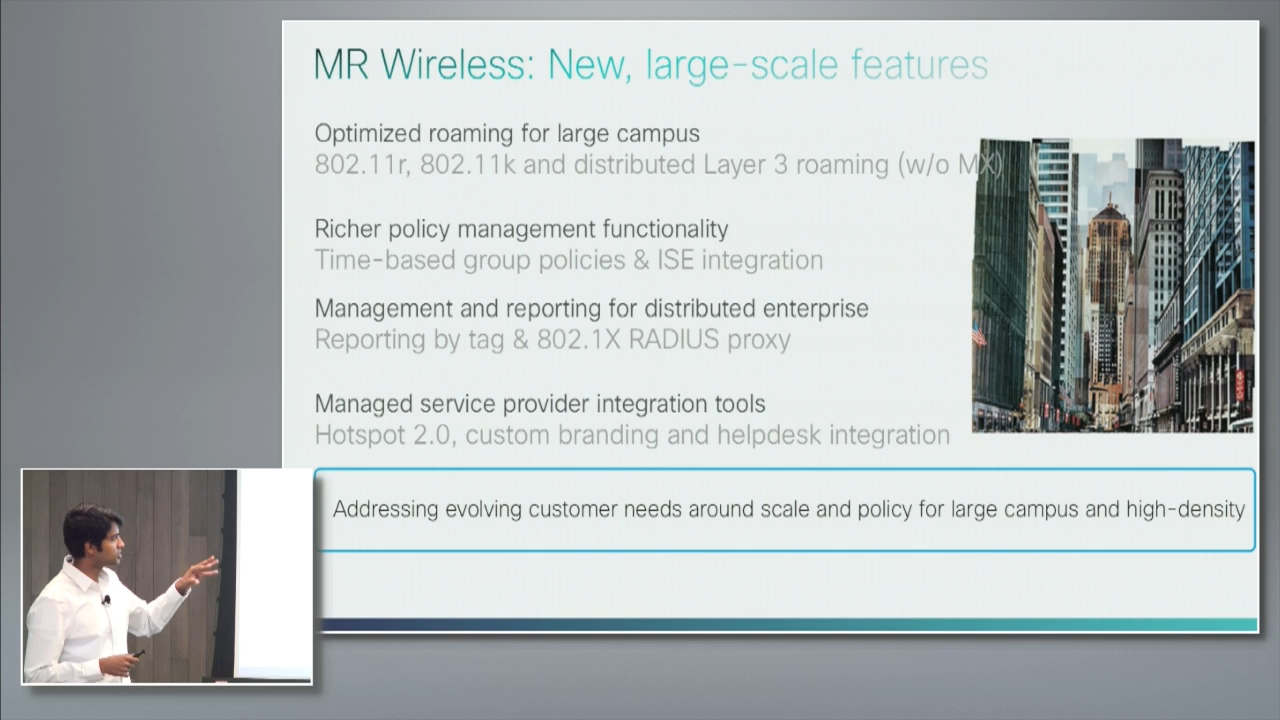 MR Wireless: New, large-scale features
Optimized roaming for large campus
802.11r, 802.11k and distributed Layer 3 roaming (w/o MX)
Richer policy management functionality
Time-based group policies & ISE integration
Management and reporting for distributed enterprise
Reporting by tag & 802.1X RADIUS proxy
Managed service provider integration tools
Hotspot 2.0, custom branding and helpdesk integration
Addressing evolving customer needs around scale and policy for large campus and high-density